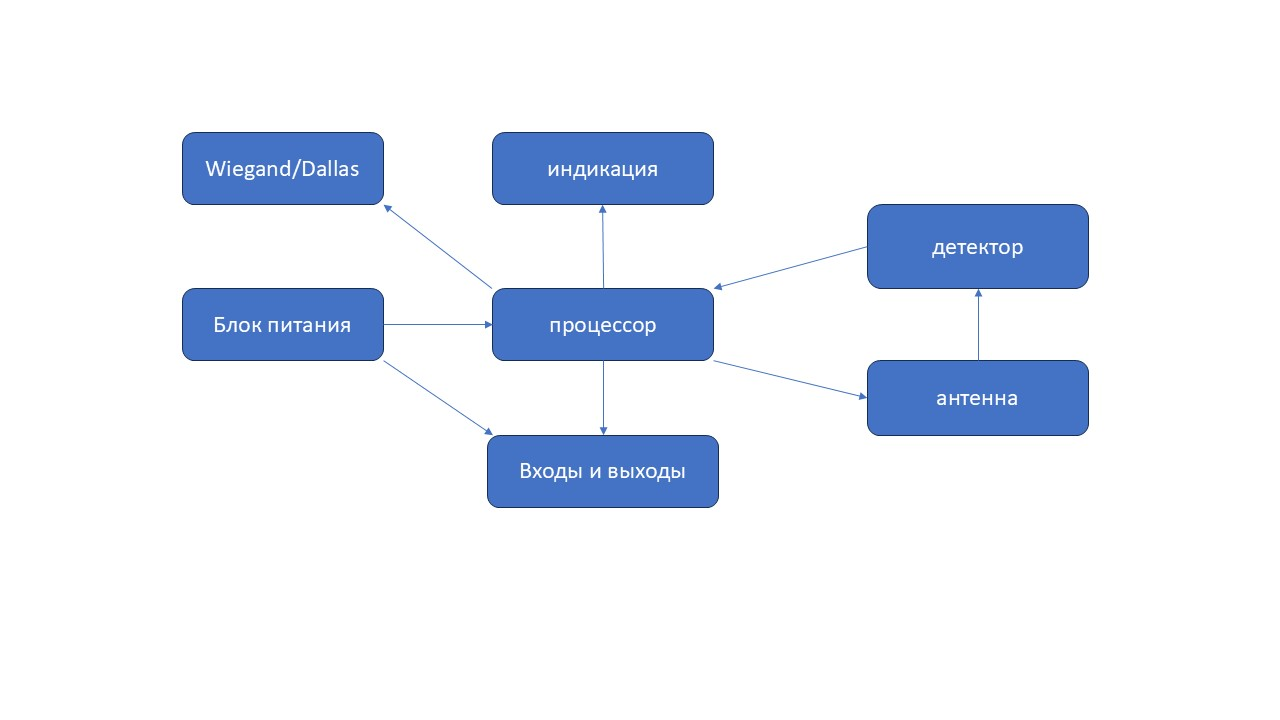 Wiegand/Dallas
индикация
детектор
Блок питания
процессор
антенна
Входы и выходы